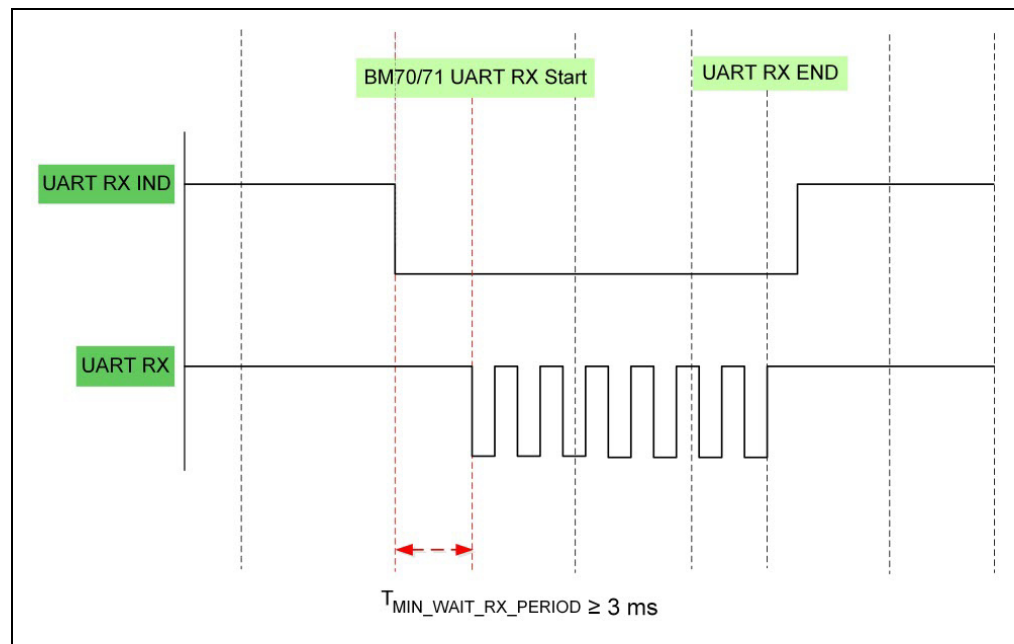 BM70/71 UART RX Start
UART RX END
UART RX IND
UART RX
TMIN_WAIT_RX_PERIOD ≥ 3 ms